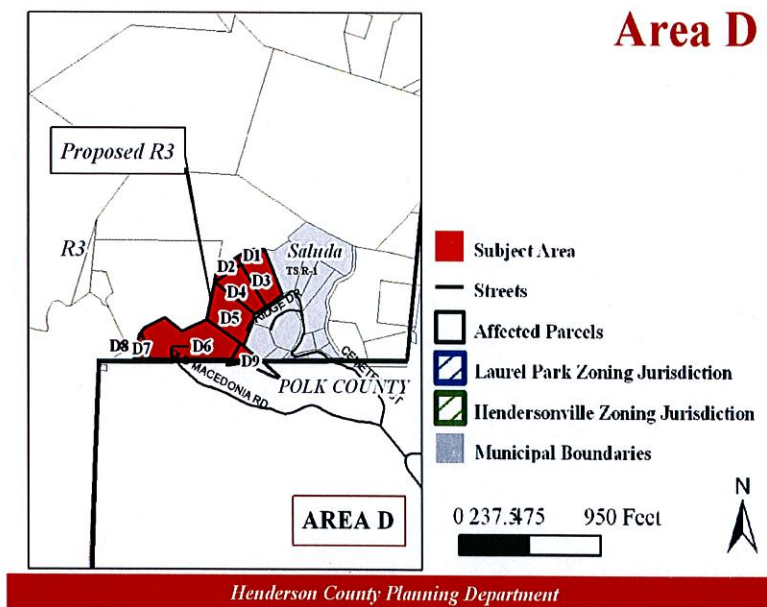 Area D
Proposed R3
R3
Saluda
TS R-1
D1
D2
D3
D4
D5
RIDGE DR
D8
D7
D6
D9
MACEDONIA RD
POLK COUNTY
AREA D
Subject Area
Streets
Affected Parcels
Laurel Park Zoning Jurisdiction
Hendersonville Zoning Jurisdiction
Municipal Boundaries
N
0 237.5 475 950 Feet
Henderson County Planning Department